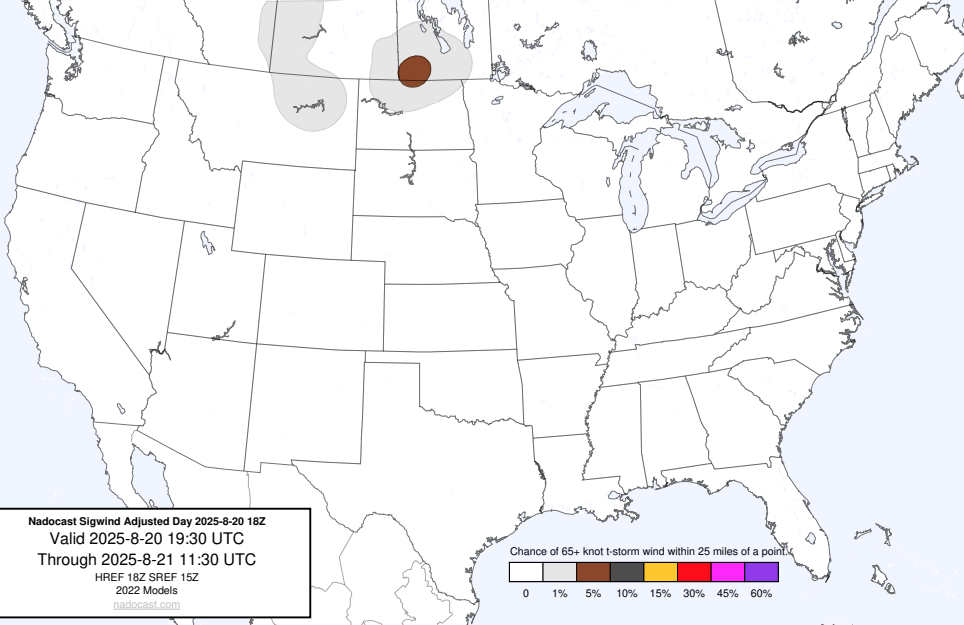 Nadocast Sigwind Adjusted Day 2025-8-20 18Z
Valid 2025-8-20 19:30 UTC
Through 2025-8-21 11:30 UTC
HREF 18Z SREF 15Z
2022 Models
nadocast.com
Chance of 65+ knot t-storm wind within 25 miles of a point.
0 1% 5% 10% 15% 30% 45% 60%